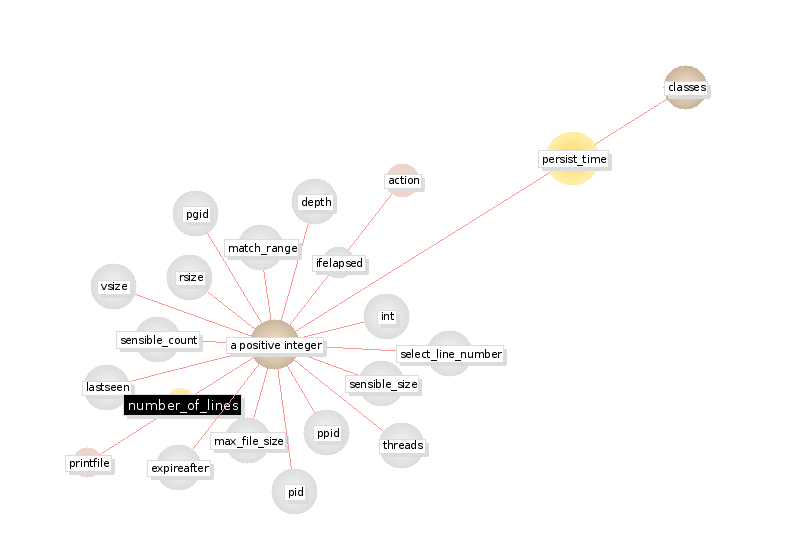 classes
persist_time
action
depth
pgid
match_range
ifelapsed
rsize
vsize
int
sensible_count
a positive integer
select_line_number
sensible_size
lastseen
number_of_lines
ppid
max_file_size
threads
printfile
expireafter
pid